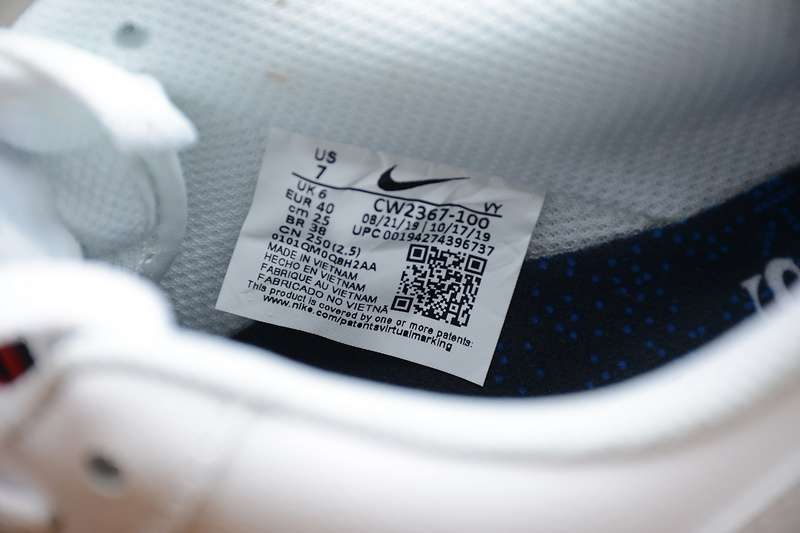 US
7
UK 6
EUR 40
cm 25
BR 38
CN 250(2.5)
VY
CW2367-100
08/21/19 | 10/17/19
UPC 00194274396737
0101QM0Q8H2AA
MADE IN VIETNAM
HECHO EN VIETNAM
FABRIQUE AU VIETNAM
FABRICADO NO VIETNÃ
This product is covered by one or more patents:
www.nike.com/patentsvirtualmarking